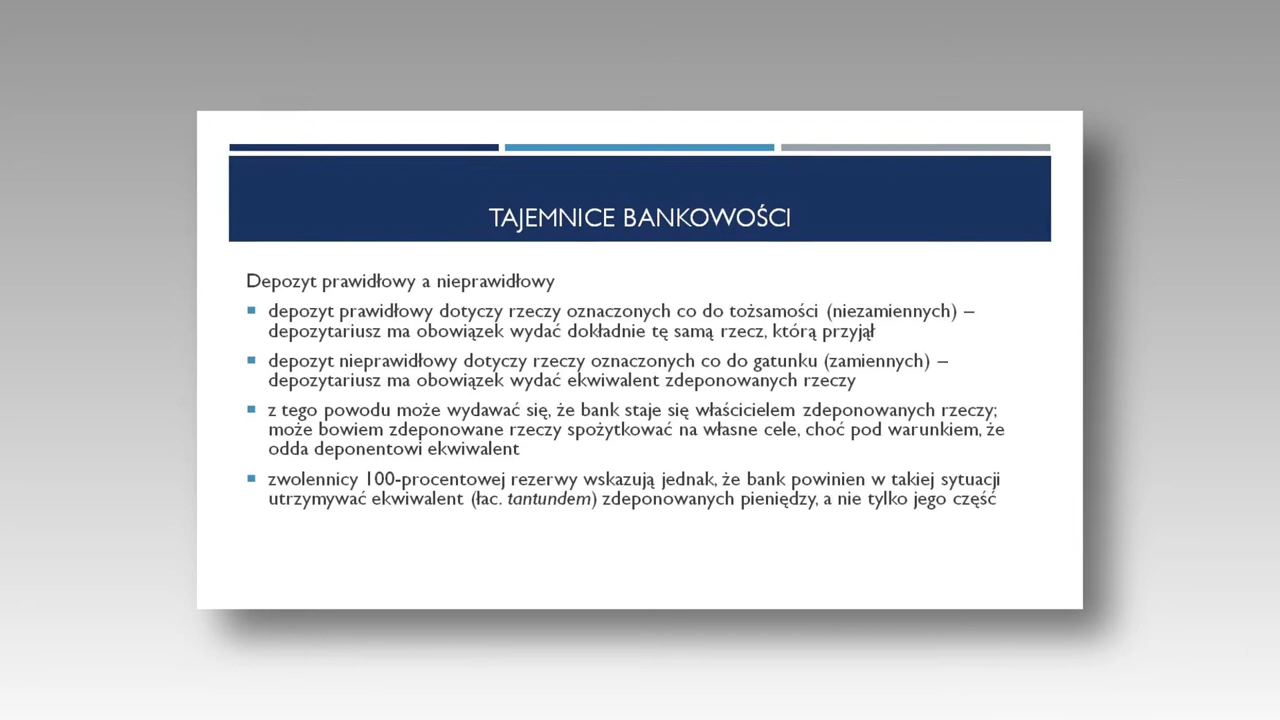 TAJEMNICE BANKOWOŚCI
Depozyt prawidłowy a nieprawidłowy
depozyt prawidłowy dotyczy rzeczy oznaczonych co do tożsamości (niezamiennych) –
depozytariusz ma obowiązek wydać dokładnie tę samą rzecz, którą przyjął
depozyt nieprawidłowy dotyczy rzeczy oznaczonych co do gatunku (zamiennych) –
depozytariusz ma obowiązek wydać ekwiwalent zdeponowanych rzeczy
z tego powodu może wydawać się, że bank staje się właścicielem zdeponowanych rzeczy;
może bowiem zdeponowane rzeczy spożytkować na własne cele, choć pod warunkiem, że
odda deponentowi ekwiwalent
zwolennicy 100-procentowej rezerwy wskazują jednak, że bank powinien w takiej sytuacji
utrzymywać ekwiwalent (łac. tantundem) zdeponowanych pieniędzy, a nie tylko jego część